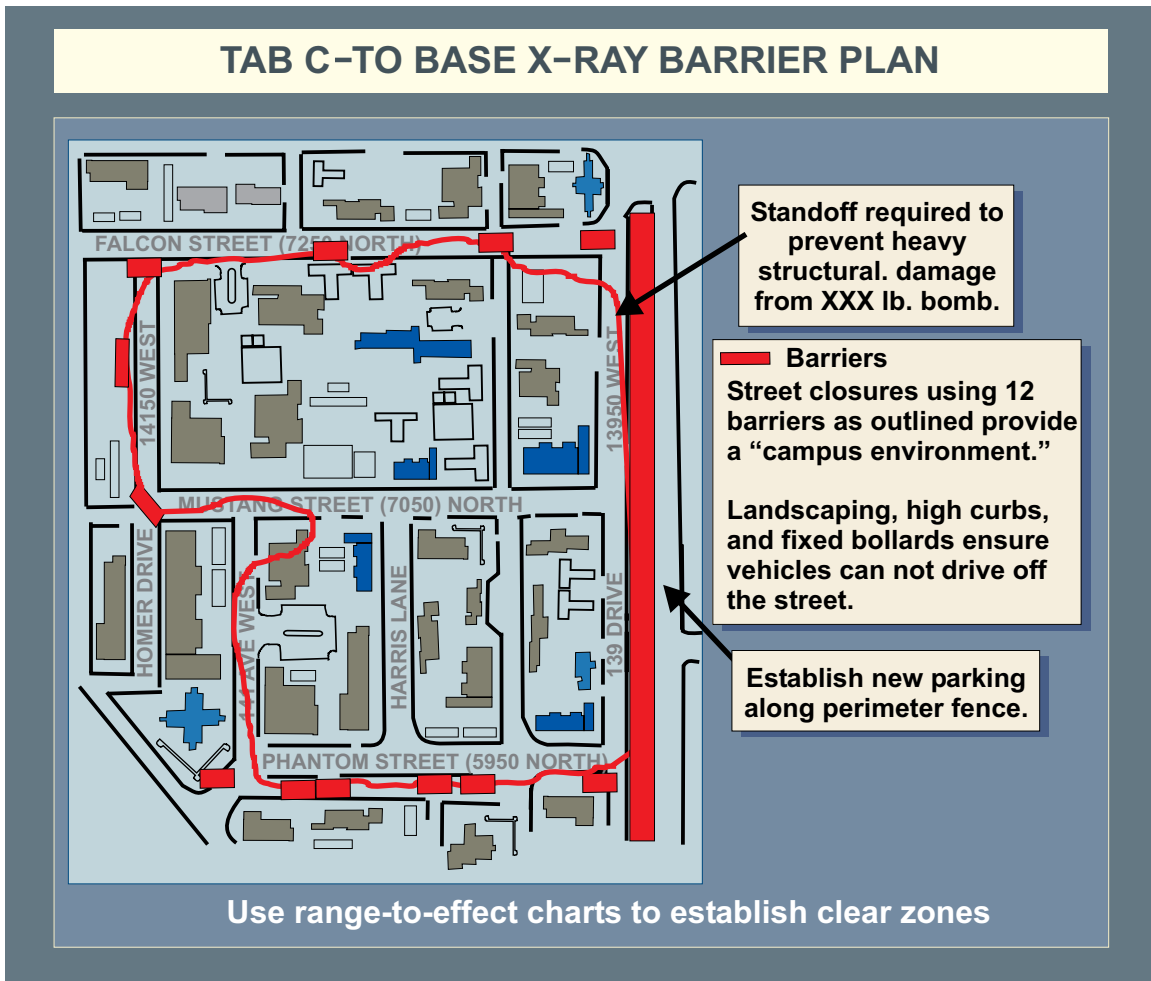 TAB C−TO BASE X−RAY BARRIER PLAN
FALCON STREET (7250 NORTH)
14150 WEST
13950 WEST
MUSTANG STREET (7050) NORTH
HOMER DRIVE
141 AVE WEST
HARRIS LANE
139 DRIVE
PHANTOM STREET (5950 NORTH)
Standoff required to
prevent heavy
structural. damage
from XXX lb. bomb.
Barriers
Street closures using 12
barriers as outlined provide
a “campus environment.”
Landscaping, high curbs,
and fixed bollards ensure
vehicles can not drive off
the street.
Establish new parking
along perimeter fence.
Use range-to-effect charts to establish clear zones